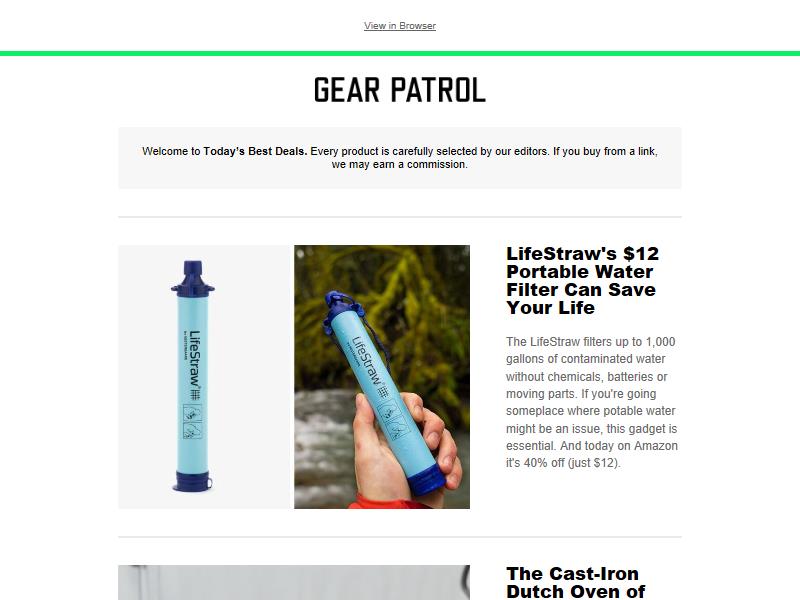 View in Browser
GEAR PATROL
Welcome to Today's Best Deals. Every product is carefully selected by our editors. If you buy from a link,
we may earn a commission.
LifeStraw's $12
Portable Water
Filter Can Save
Your Life
LifeStraw
LifeStraw
The LifeStraw filters up to 1,000
gallons of contaminated water
without chemicals, batteries or
moving parts. If you're going
someplace where potable water
might be an issue, this gadget is
essential. And today on Amazon
it's 40% off (just $12).
The Cast-Iron
Dutch Oven of